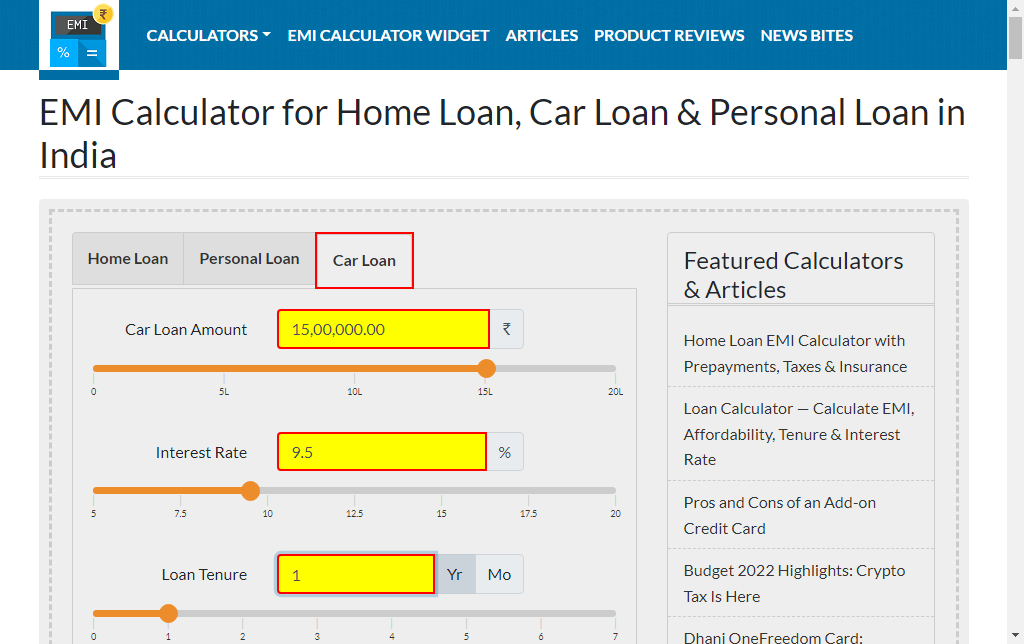 EMI ₹
% =
CALCULATORS EMI CALCULATOR WIDGET ARTICLES PRODUCT REVIEWS NEWS BITES
EMI Calculator for Home Loan, Car Loan & Personal Loan in
India
Home Loan Personal Loan Car Loan
Car Loan Amount 15,00,000.00 ₹
0 5L 10L 15L 20L
Interest Rate 9.5 %
5 7.5 10 12.5 15 17.5 20
Loan Tenure 1 Yr Mo
0 1 2 3 4 5 6 7
Featured Calculators
& Articles
Home Loan EMI Calculator with
Prepayments, Taxes & Insurance
Loan Calculator — Calculate EMI,
Affordability, Tenure & Interest
Rate
Pros and Cons of an Add-on
Credit Card
Budget 2022 Highlights: Crypto
Tax Is Here
Dhani OneFreedom Card: